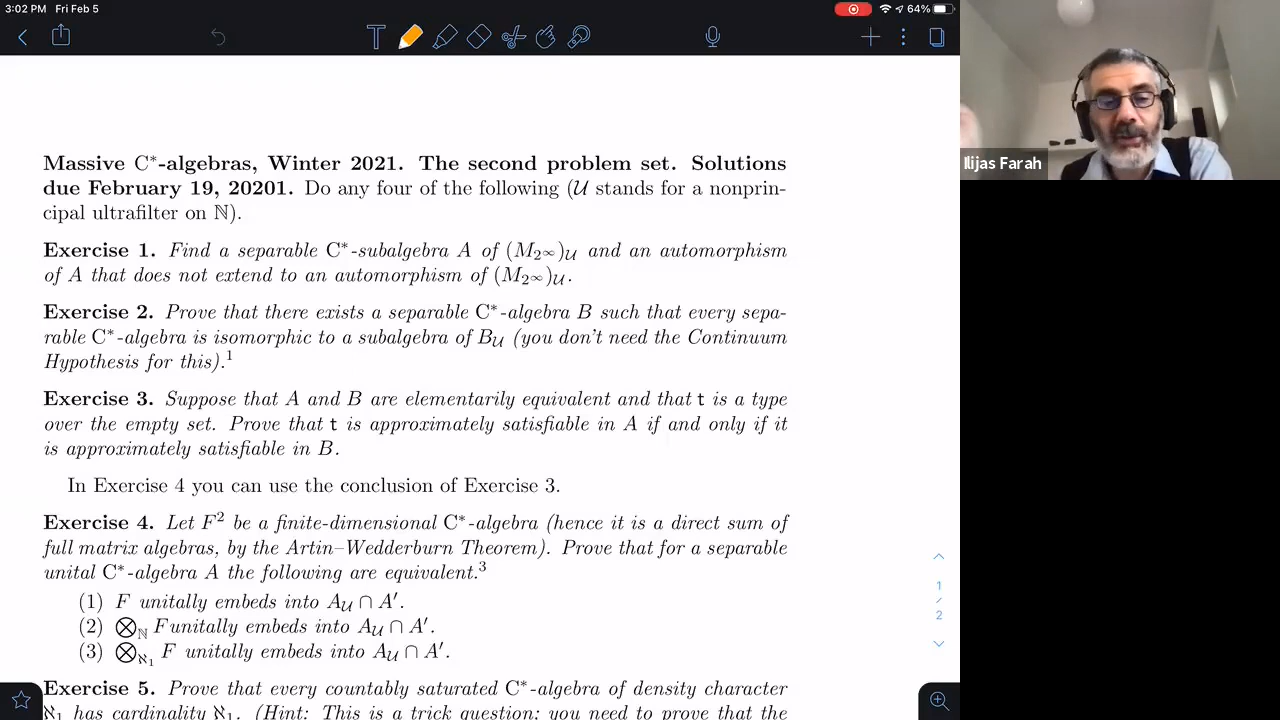 3:02 PM Fri Feb 5
64%
Massive C*-algebras, Winter 2021. The second problem set. Solutions
due February 19, 20201. Do any four of the following (𝒰 stands for a nonprin-
cipal ultrafilter on ℕ).
Exercise 1. Find a separable C*-subalgebra A of (M₂∞)𝒰 and an automorphism
of A that does not extend to an automorphism of (M₂∞)𝒰.
Exercise 2. Prove that there exists a separable C*-algebra B such that every sepa-
rable C*-algebra is isomorphic to a subalgebra of B𝒰 (you don't need the Continuum
Hypothesis for this).¹
Exercise 3. Suppose that A and B are elementarily equivalent and that t is a type
over the empty set. Prove that t is approximately satisfiable in A if and only if it
is approximately satisfiable in B.
In Exercise 4 you can use the conclusion of Exercise 3.
Exercise 4. Let F² be a finite-dimensional C*-algebra (hence it is a direct sum of
full matrix algebras, by the Artin–Wedderburn Theorem). Prove that for a separable
unital C*-algebra A the following are equivalent.³
(1) F unitally embeds into A𝒰 ∩ A′.
(2) ⨂ℕ F unitally embeds into A𝒰 ∩ A′.
(3) ⨂ℵ₁ F unitally embeds into A𝒰 ∩ A′.
Exercise 5. Prove that every countably saturated C*-algebra of density character
ℵ₁ has cardinality ℵ₁. (Hint: This is a trick question: you need to prove that the
1
/
2
Ilijas Farah